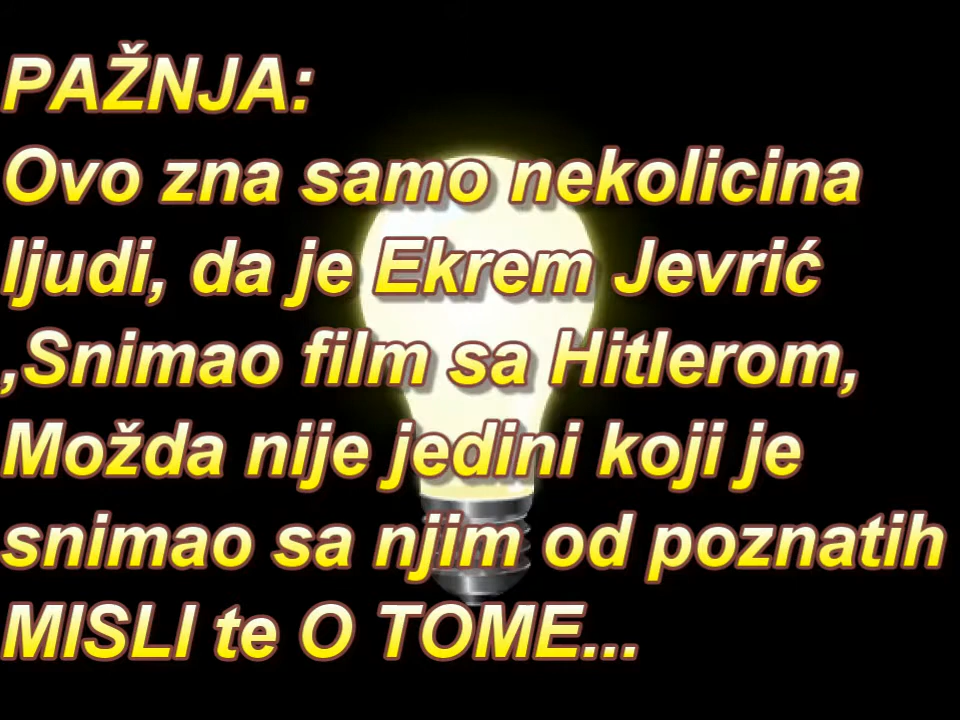 PAŽNJA:
Ovo zna samo nekolicina
ljudi, da je Ekrem Jevrić
,Snimao film sa Hitlerom,
Možda nije jedini koji je
snimao sa njim od poznatih
MISLI te O TOME...